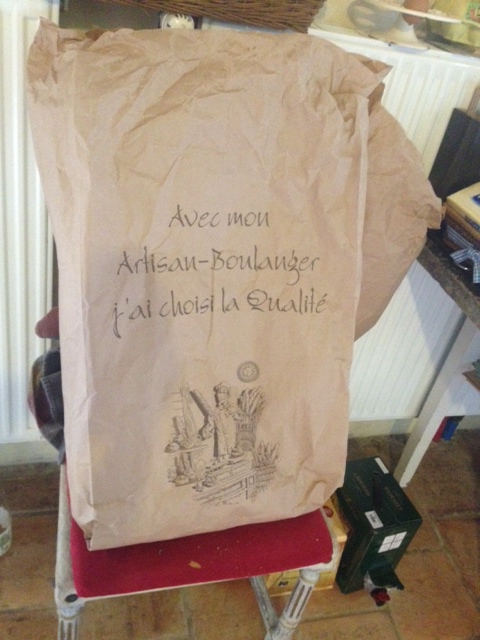 Avec mon
Artisan-Boulanger
j'ai choisi la Qualité